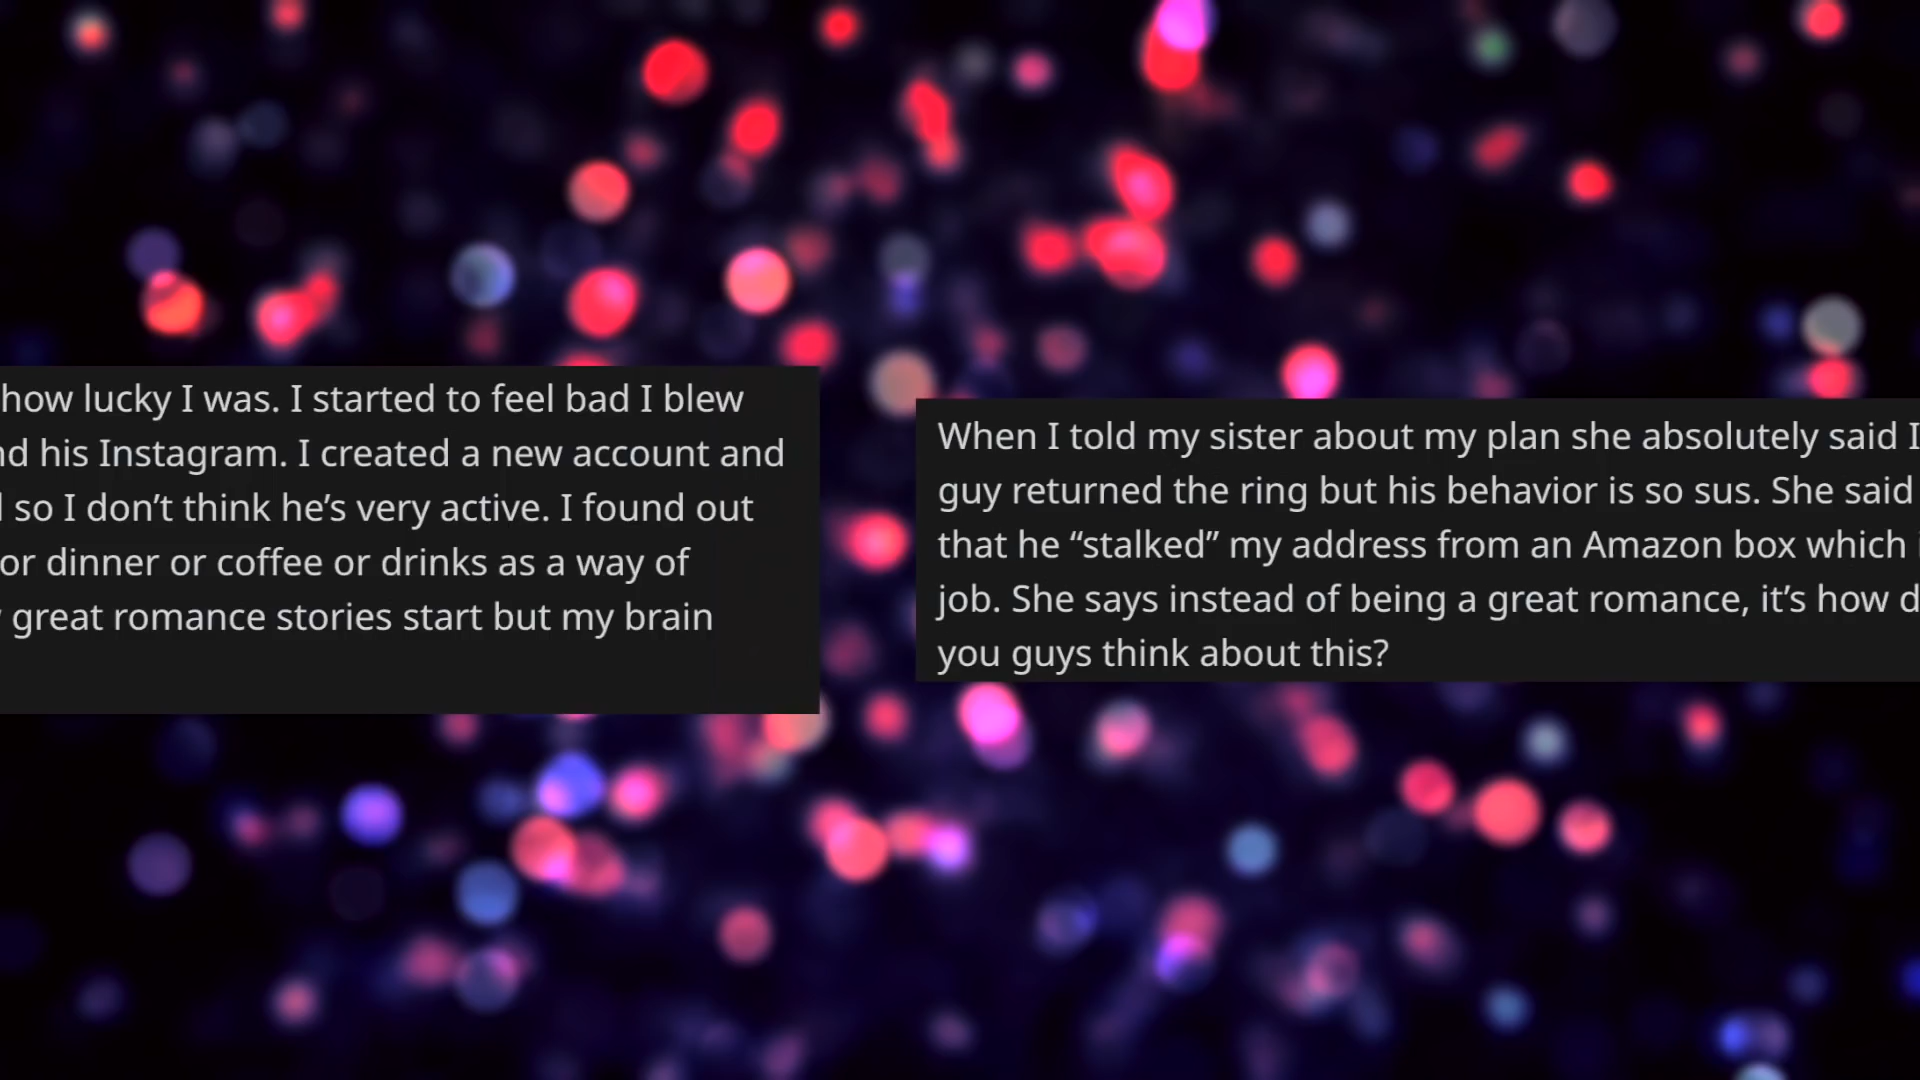 how lucky I was. I started to feel bad I blew
nd his Instagram. I created a new account and
so I don’t think he’s very active. I found out
or dinner or coffee or drinks as a way of
great romance stories start but my brain
When I told my sister about my plan she absolutely said I
guy returned the ring but his behavior is so sus. She said
that he “stalked” my address from an Amazon box which
job. She says instead of being a great romance, it’s how d
you guys think about this?